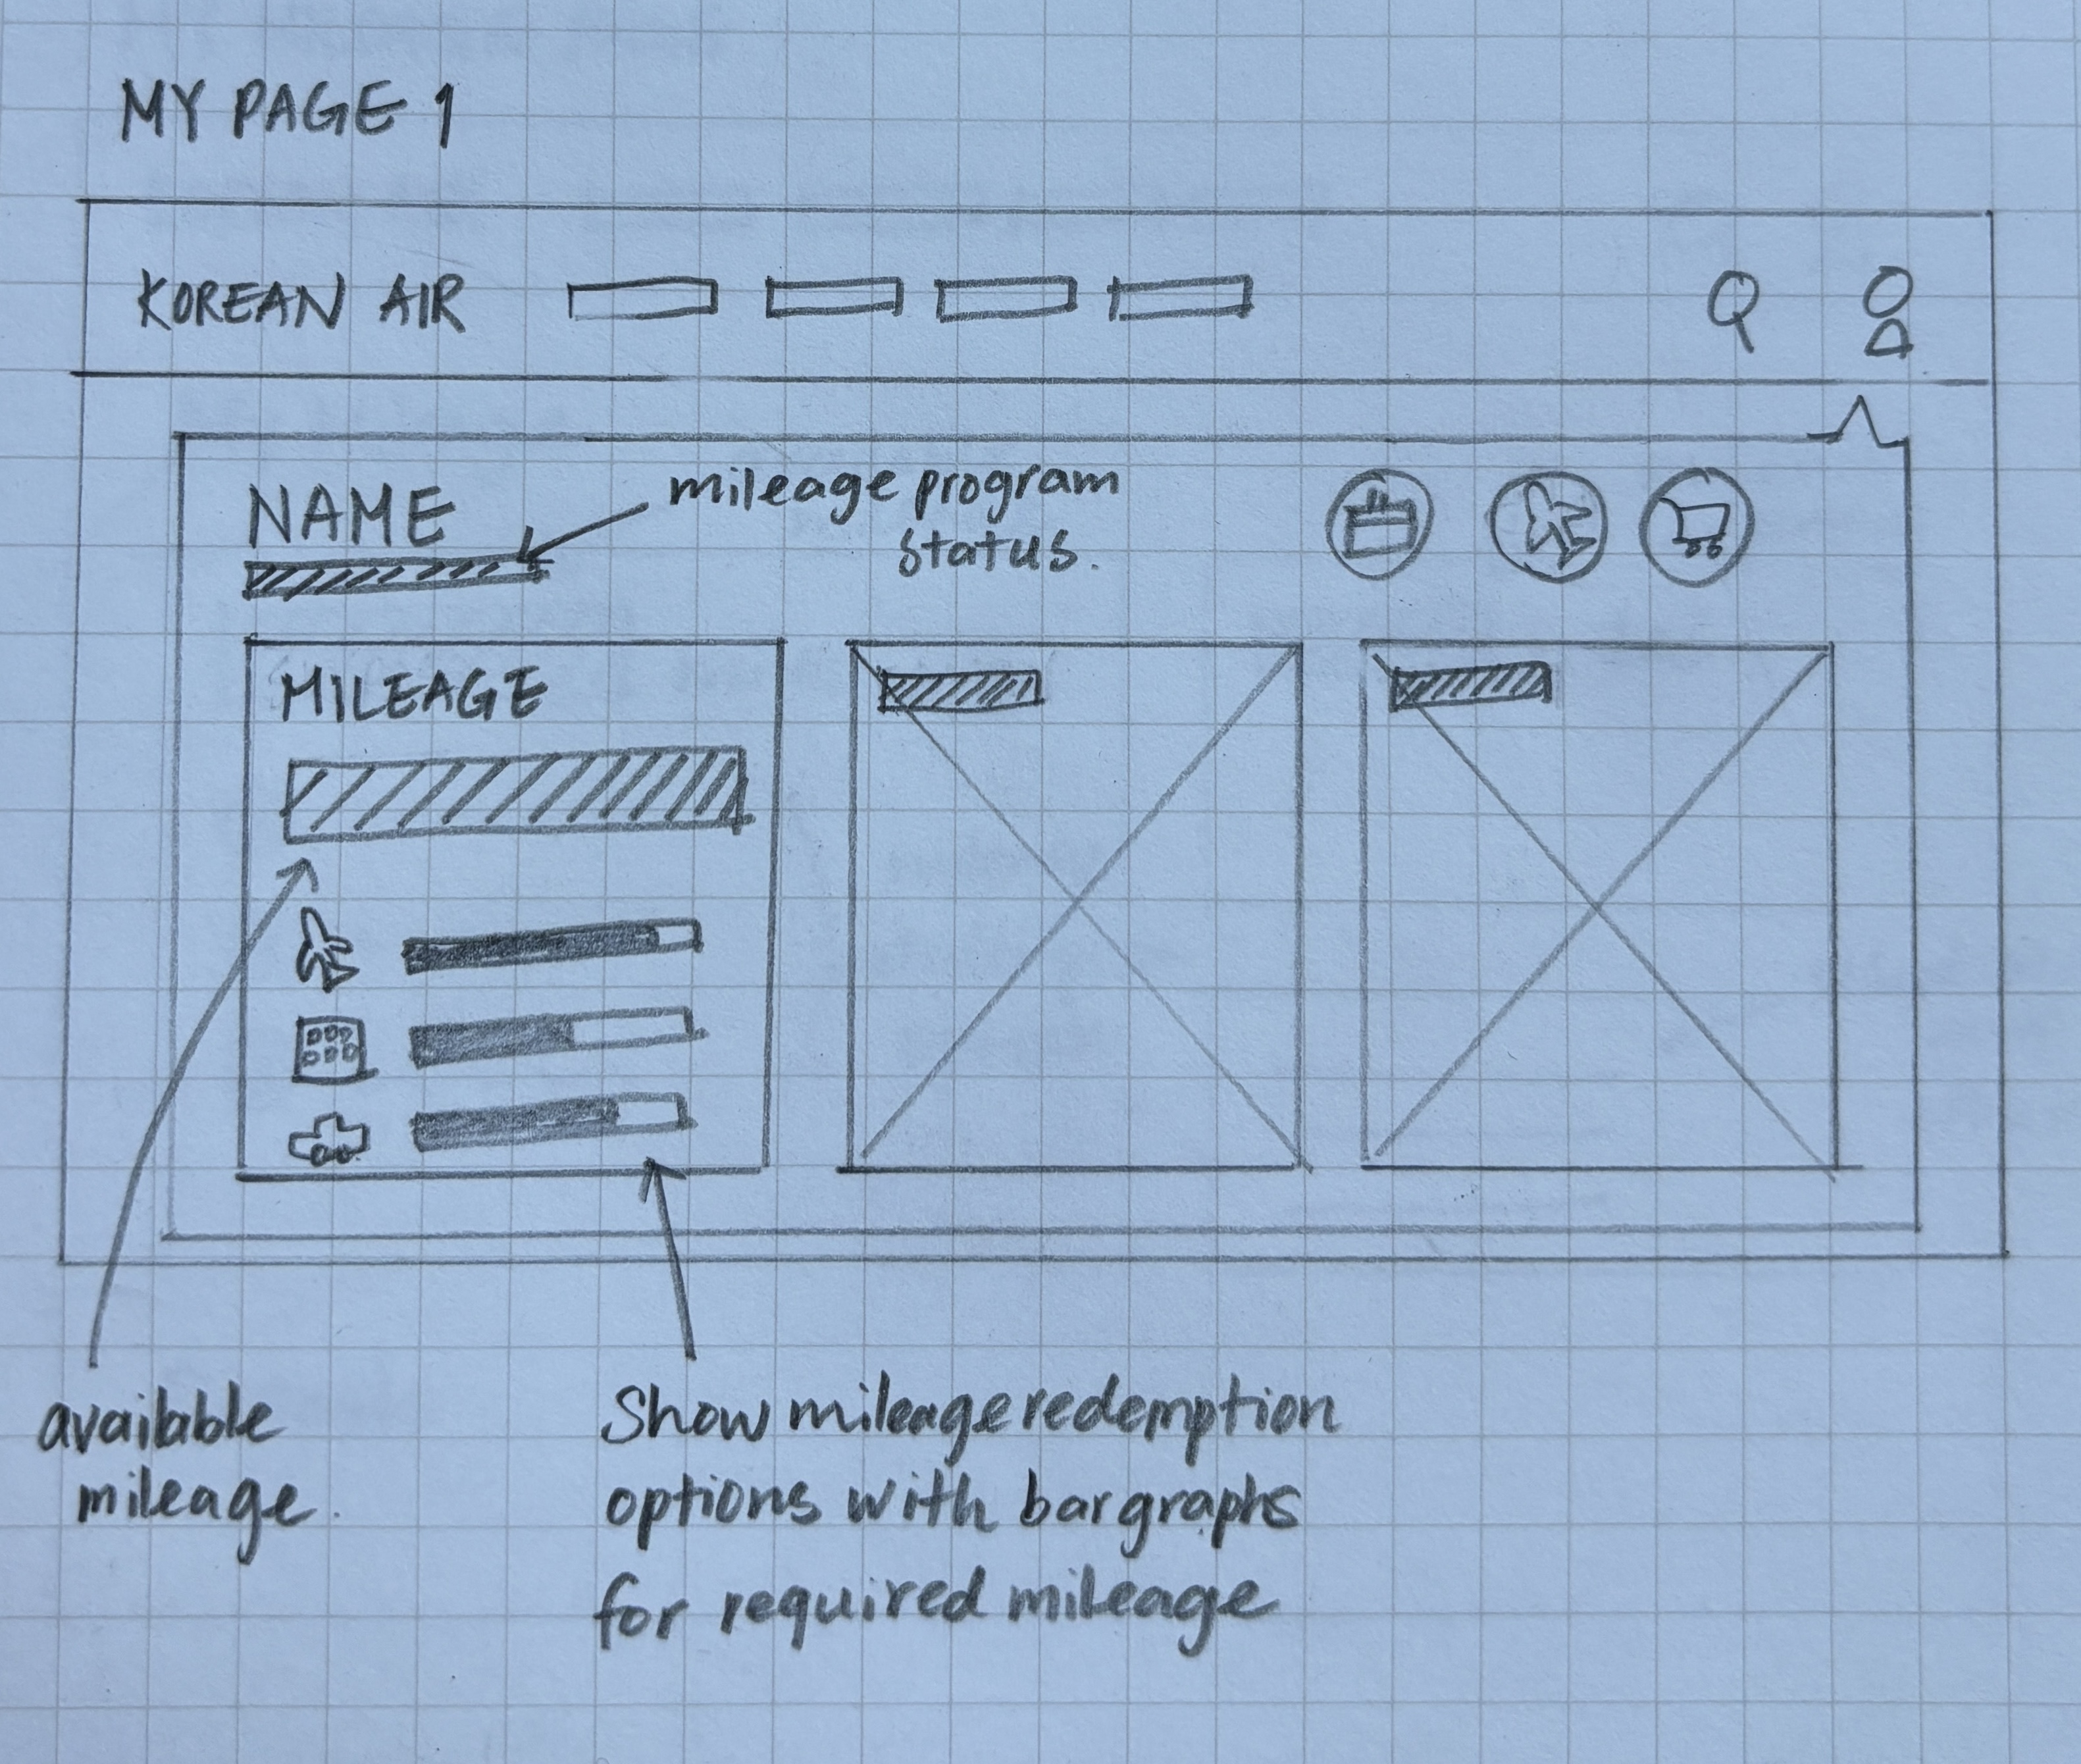 MY PAGE 1
KOREAN AIR
NAME
mileage program
status.
MILEAGE
available
mileage.
Show mileage redemption
options with bar graphs
for required mileage